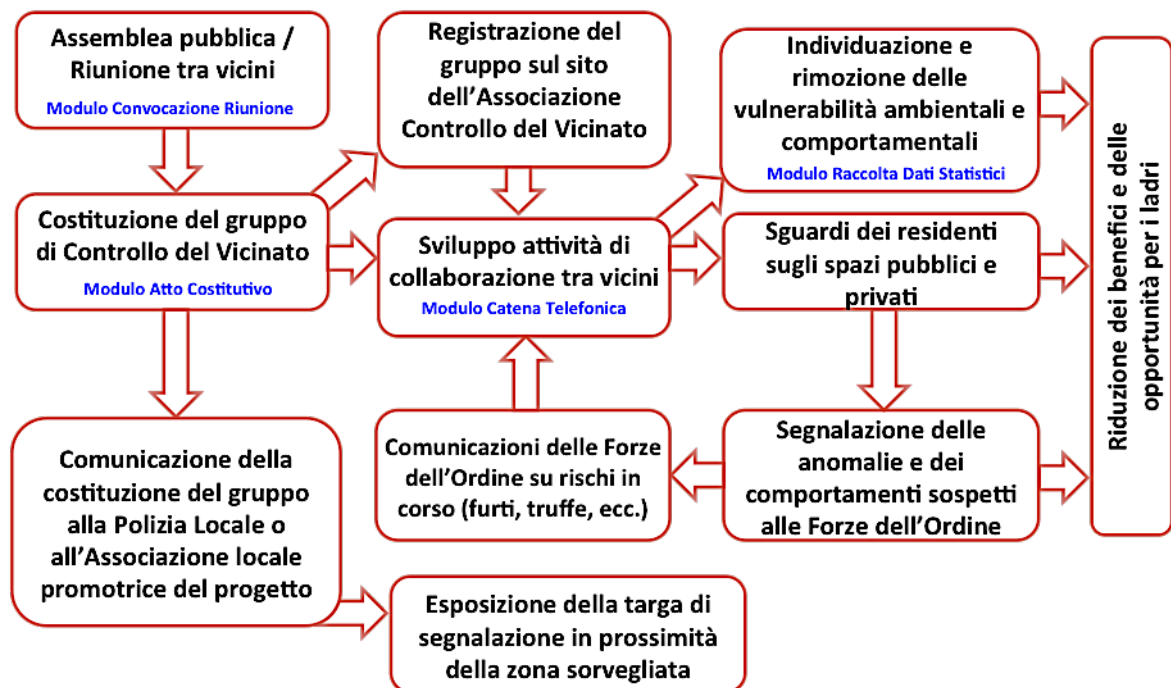 Assemblea pubblica /
Riunione tra vicini
Modulo Convocazione Riunione
Registrazione del
gruppo sul sito
dell'Associazione
Controllo del Vicinato
Individuazione e
rimozione delle
vulnerabilità ambientali e
comportamentali
Modulo Raccolta Dati Statistici
Costituzione del gruppo
di Controllo del Vicinato
Modulo Atto Costitutivo
Sviluppo attività di
collaborazione tra vicini
Modulo Catena Telefonica
Sguardi dei residenti
sugli spazi pubblici e
privati
Riduzione dei benefici e delle
opportunità per i ladri
Comunicazione della
costituzione del gruppo
alla Polizia Locale o
all'Associazione locale
promotrice del progetto
Comunicazioni delle Forze
dell'Ordine su rischi in
corso (furti, truffe, ecc.)
Segnalazione delle
anomalie e dei
comportamenti sospetti
alle Forze dell'Ordine
Esposizione della targa di
segnalazione in prossimità
della zona sorvegliata